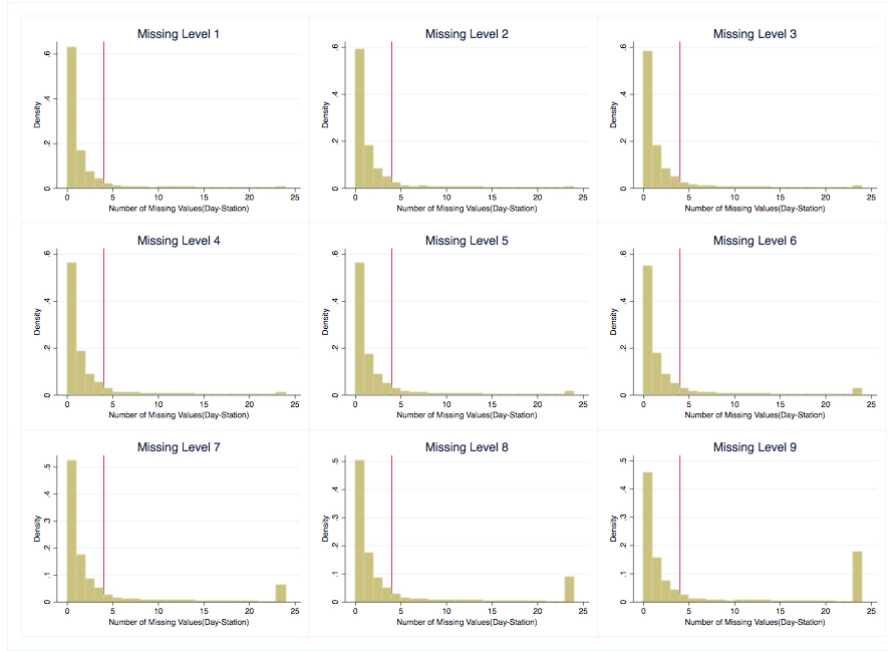 Missing Level 1
Density
0 .2 .4 .6
0 5 10 15 20 25
Number of Missing Values(Day-Station)
Missing Level 2
Density
0 .2 .4 .6
0 5 10 15 20 25
Number of Missing Values(Day-Station)
Missing Level 3
Density
0 .2 .4 .6
0 5 10 15 20 25
Number of Missing Values(Day-Station)
Missing Level 4
Density
0 .2 .4 .6
0 5 10 15 20 25
Number of Missing Values(Day-Station)
Missing Level 5
Density
0 .2 .4 .6
0 5 10 15 20 25
Number of Missing Values(Day-Station)
Missing Level 6
Density
0 .2 .4 .6
0 5 10 15 20 25
Number of Missing Values(Day-Station)
Missing Level 7
Density
0 .1 .2 .3 .4 .5
0 5 10 15 20 25
Number of Missing Values(Day-Station)
Missing Level 8
Density
0 .1 .2 .3 .4 .5
0 5 10 15 20 25
Number of Missing Values(Day-Station)
Missing Level 9
Density
0 .1 .2 .3 .4 .5
0 5 10 15 20 25
Number of Missing Values(Day-Station)